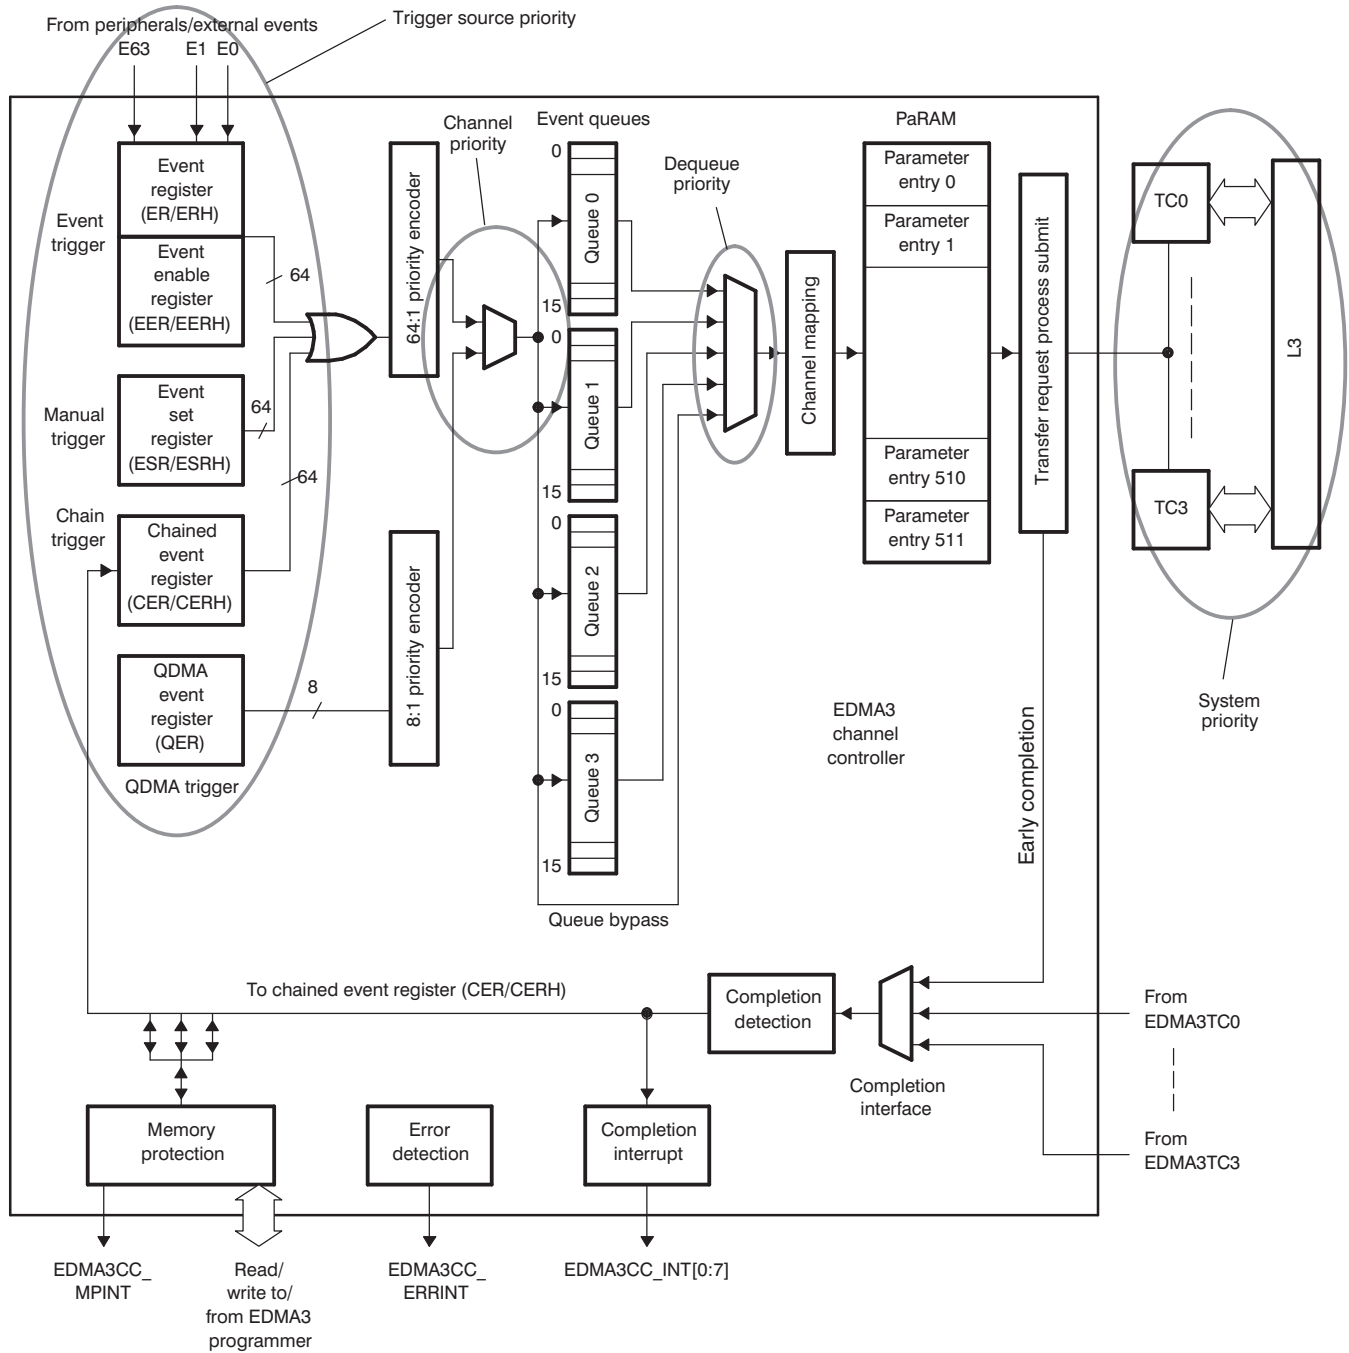 From peripherals/external events
E63
E1
E0
Trigger source priority
Event
register
(ER/ERH)
Event
trigger
Event
enable
register
(EER/EERH)
64
Manual
trigger
Event
set
register
(ESR/ESRH)
64
64
Chain
trigger
Chained
event
register
(CER/CERH)
QDMA
event
register
(QER)
8
QDMA trigger
64:1 priority encoder
8:1 priority encoder
Channel
priority
Event queues
0
Queue 0
15
0
Queue 1
15
0
Queue 2
15
0
Queue 3
15
Queue bypass
Dequeue
priority
Channel mapping
PaRAM
Parameter
entry 0
Parameter
entry 1
Parameter
entry 510
Parameter
entry 511
Transfer request process submit
TC0
TC3
L3
System
priority
EDMA3
channel
controller
Early completion
To chained event register (CER/CERH)
Completion
detection
Completion
interface
From
EDMA3TC0
From
EDMA3TC3
Memory
protection
Error
detection
Completion
interrupt
EDMA3CC_
MPINT
Read/
write to/
from EDMA3
programmer
EDMA3CC_
ERRINT
EDMA3CC_INT[0:7]